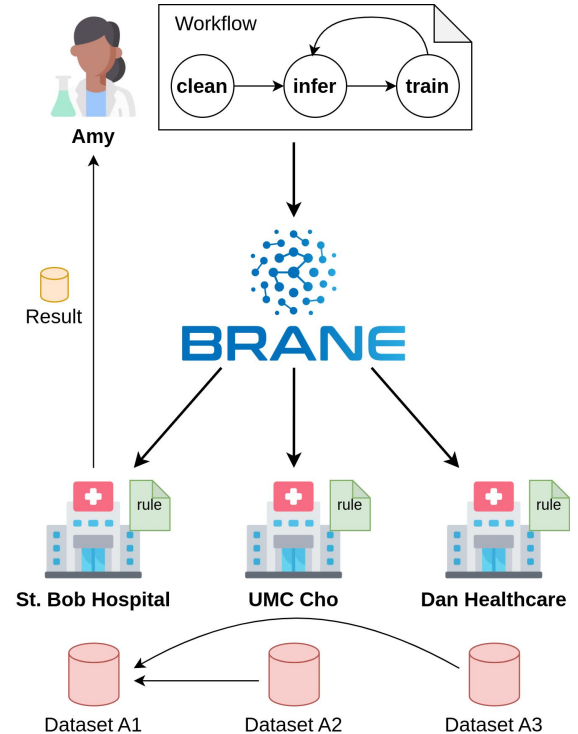 Workflow
clean
infer
train
Amy
Result
BRANE
rule
rule
rule
St. Bob Hospital
UMC Cho
Dan Healthcare
Dataset A1
Dataset A2
Dataset A3